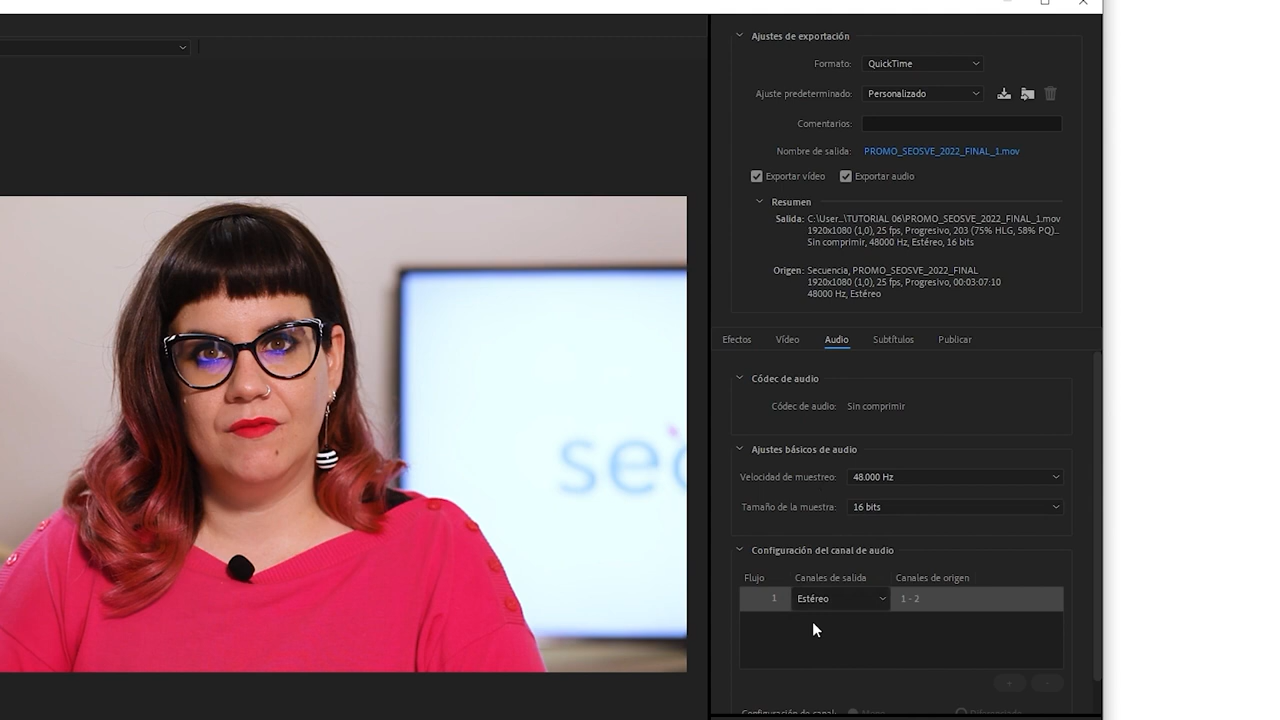 Ajustes de exportación
Formato: QuickTime
Ajuste predeterminado: Personalizado
Comentarios:
Nombre de salida: PROMO_SEOSVE_2022_FINAL_1.mov
Exportar vídeo Exportar audio
Resumen
Salida: C:\User...\TUTORIAL 06\PROMO_SEOSVE_2022_FINAL_1.mov
1920x1080 (1,0), 25 fps, Progresivo, 203 (75% HLG, 58% PQ)...
Sin comprimir, 48000 Hz, Estéreo, 16 bits
Origen: Secuencia, PROMO_SEOSVE_2022_FINAL
1920x1080 (1,0), 25 fps, Progresivo, 00:03:07:10
48000 Hz, Estéreo
Efectos Vídeo Audio Subtítulos Publicar
Códec de audio
Códec de audio: Sin comprimir
Ajustes básicos de audio
Velocidad de muestreo: 48.000 Hz
Tamaño de la muestra: 16 bits
Configuración del canal de audio
Flujo Canales de salida Canales de origen
1 Estéreo 1 - 2
seo